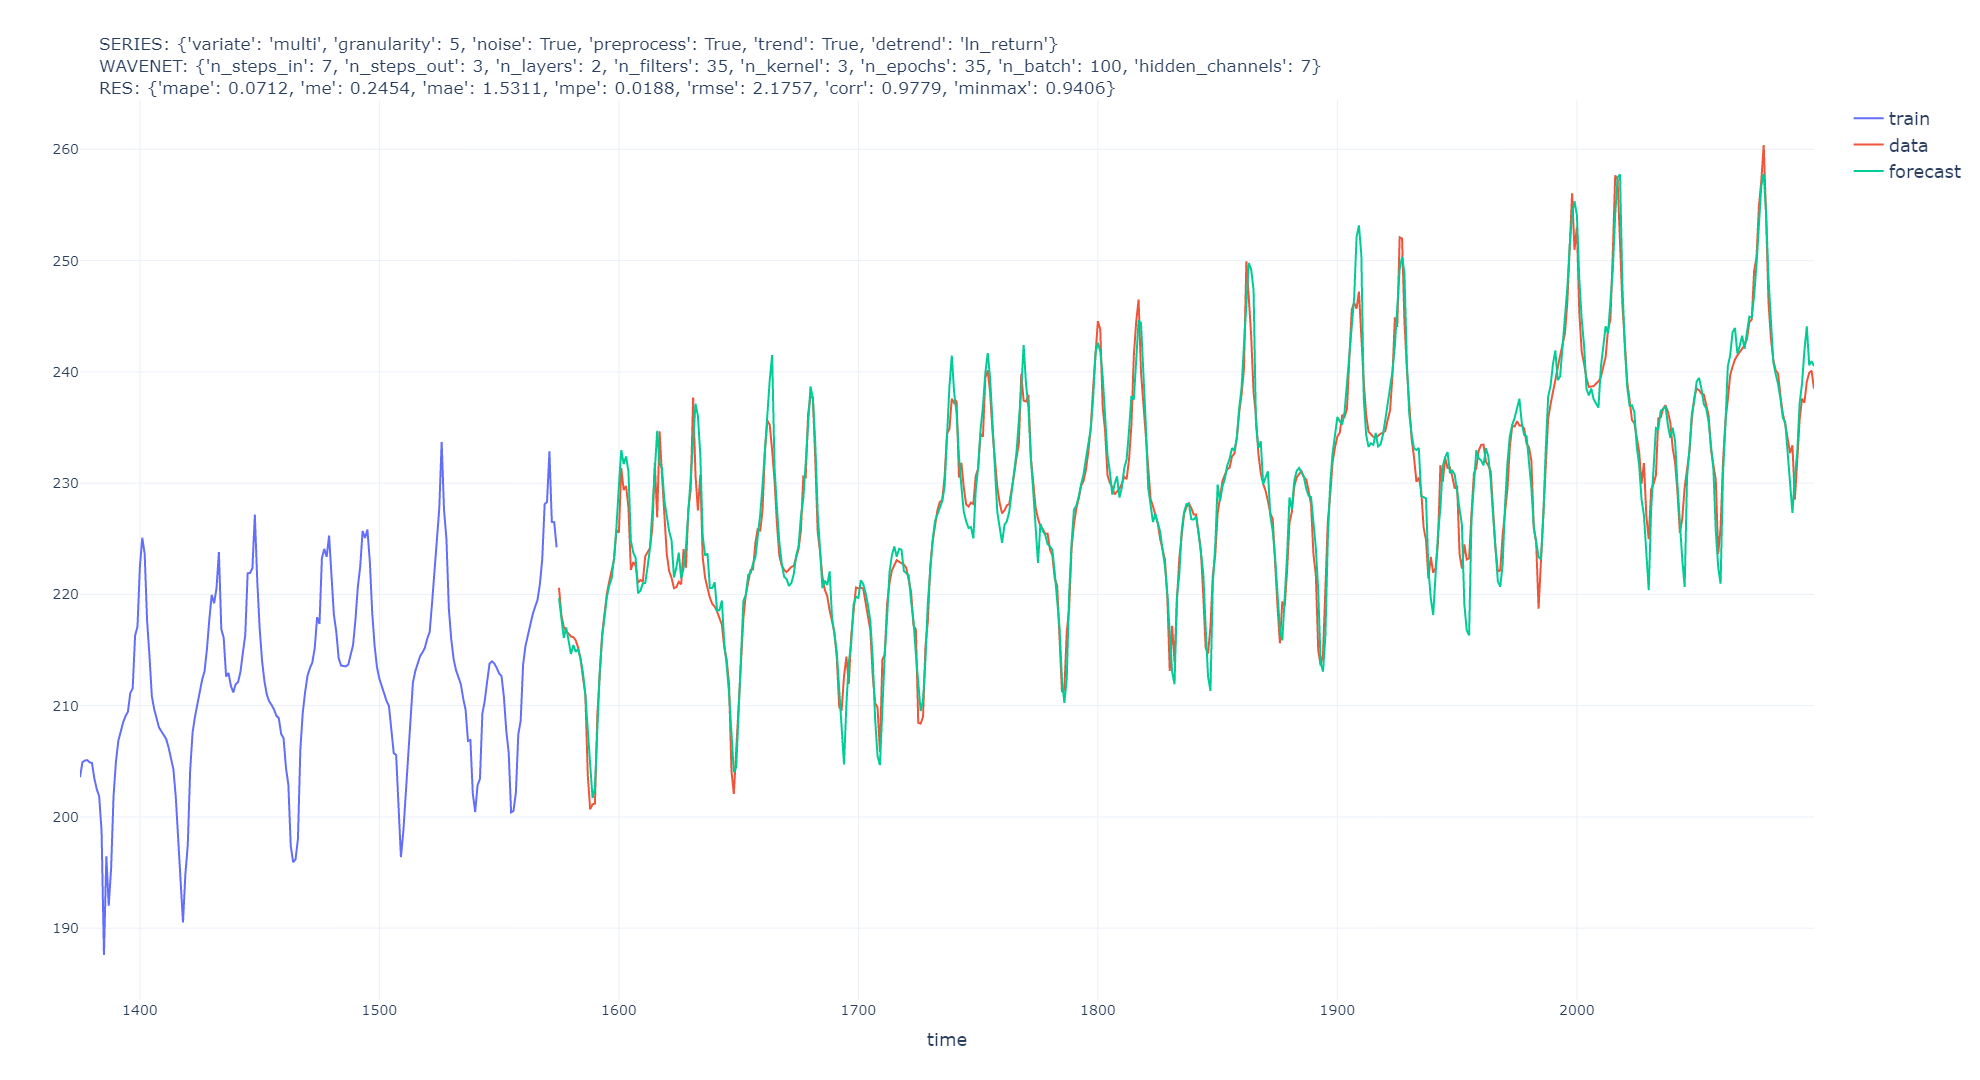 SERIES: {'variate': 'multi', 'granularity': 5, 'noise': True, 'preprocess': True, 'trend': True, 'detrend': 'ln_return'}
WAVENET: {'n_steps_in': 7, 'n_steps_out': 3, 'n_layers': 2, 'n_filters': 35, 'n_kernel': 3, 'n_epochs': 35, 'n_batch': 100, 'hidden_channels': 7}
RES: {'mape': 0.0712, 'me': 0.2454, 'mae': 1.5311, 'mpe': 0.0188, 'rmse': 2.1757, 'corr': 0.9779, 'minmax': 0.9406}
train
data
forecast
260
250
240
230
220
210
200
190
1400 1500 1600 1700 1800 1900 2000
time